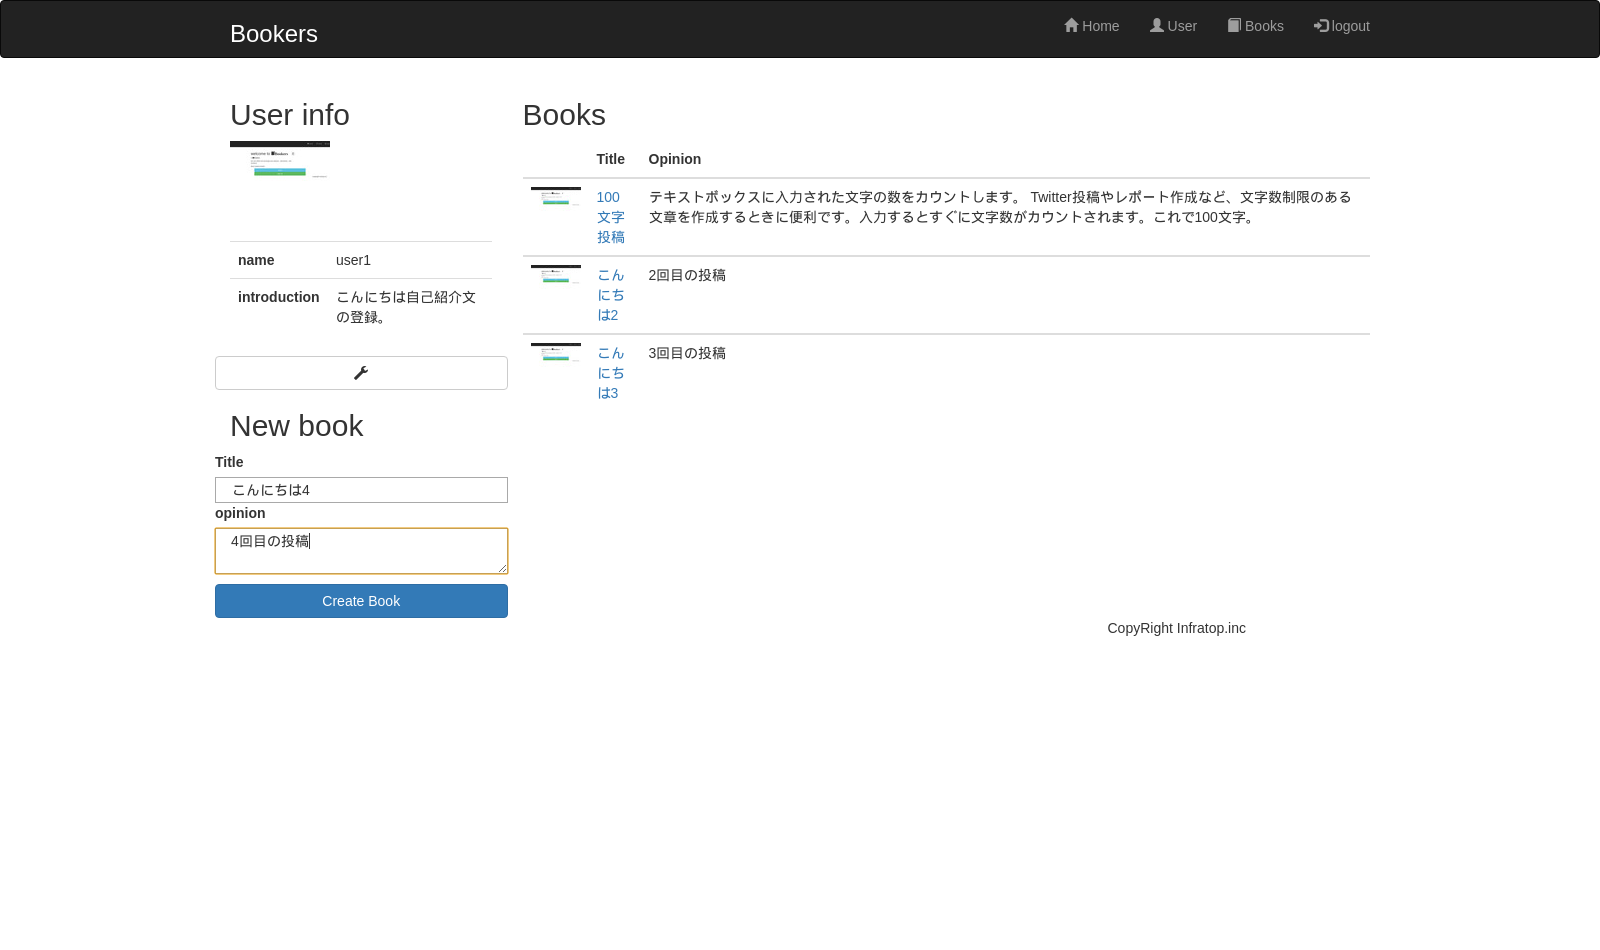 Bookers
Home
User
Books
logout
User info
name user1
introduction こんにちは自己紹介文
の登録。
New book
Title
こんにちは4
opinion
4回目の投稿
Create Book
Books
Title Opinion
100 テキストボックスに入力された文字の数をカウントします。 Twitter投稿やレポート作成など、文字数制限のある
文字 文章を作成するときに便利です。入力するとすぐに文字数がカウントされます。これで100文字。
投稿
こん 2回目の投稿
にち
は2
こん 3回目の投稿
にち
は3
CopyRight Infratop.inc